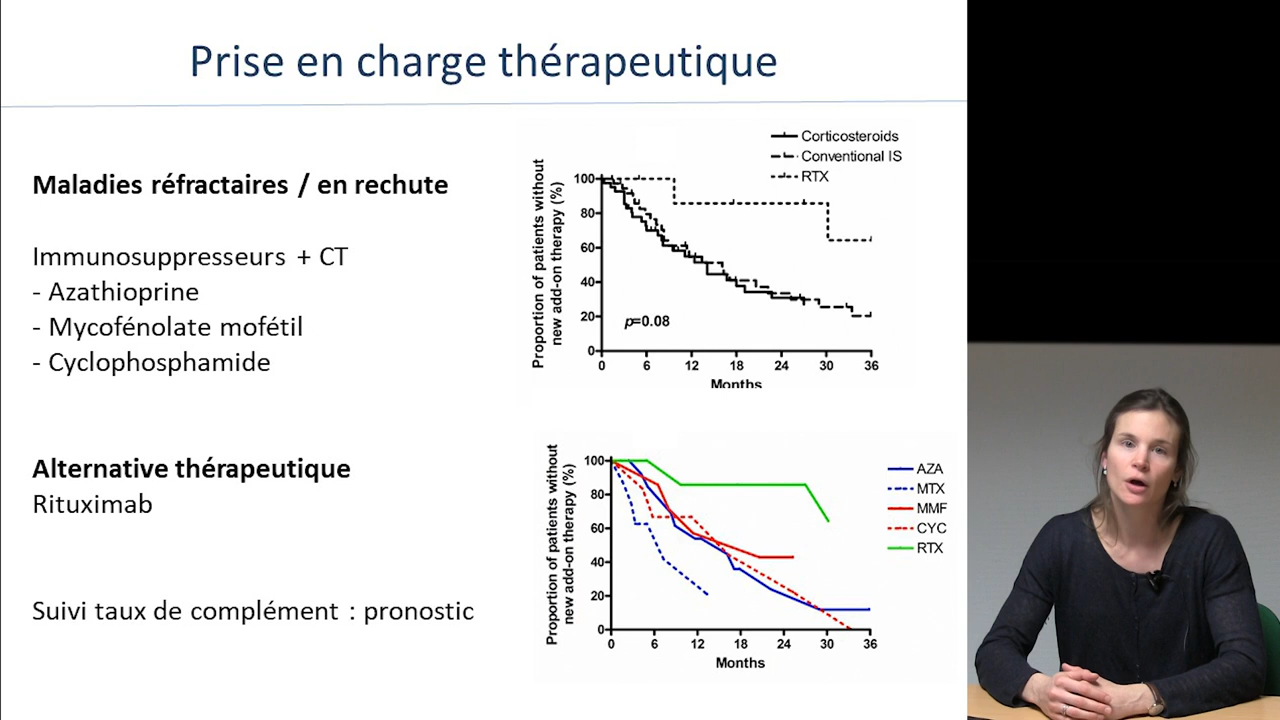 Prise en charge thérapeutique
Maladies réfractaires / en rechute
Immunosuppresseurs + CT
- Azathioprine
- Mycofénolate mofétil
- Cyclophosphamide
Alternative thérapeutique
Rituximab
Suivi taux de complément : pronostic
Corticosteroids
Conventional IS
RTX
Proportion of patients without
new add-on therapy (%)
100
80
60
40
20
0
p=0.08
0 6 12 18 24 30 36
Months
AZA
MTX
MMF
CYC
RTX
Proportion of patients without
new add-on therapy (%)
100
80
60
40
20
0
0 6 12 18 24 30 36
Months